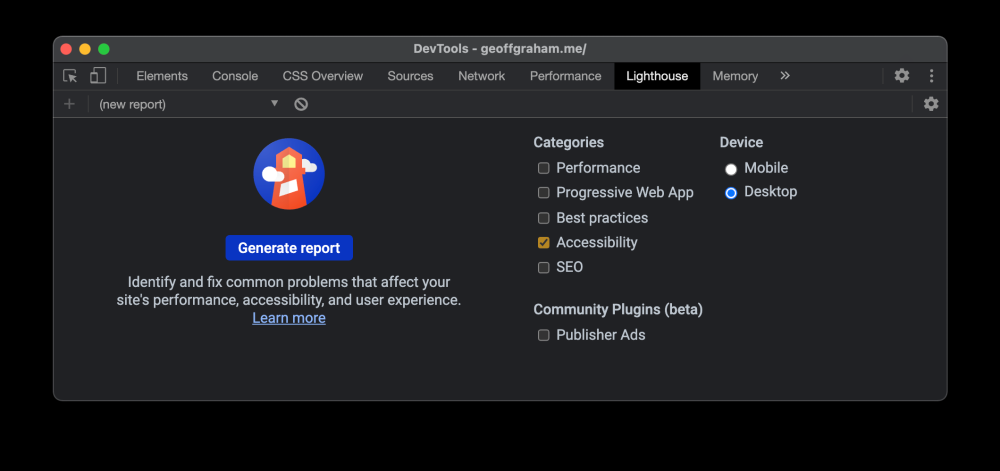 DevTools - geoffgraham.me/
Elements Console CSS Overview Sources Network Performance Lighthouse Memory »
+ (new report)
Generate report
Identify and fix common problems that affect your
site's performance, accessibility, and user experience.
Learn more
Categories
Performance
Progressive Web App
Best practices
Accessibility
SEO
Community Plugins (beta)
Publisher Ads
Device
Mobile
Desktop